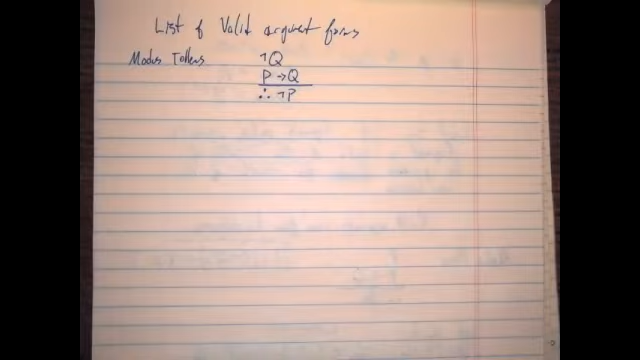 List of Valid argument forms
Modus Tollens ¬Q
P → Q
∴ ¬P